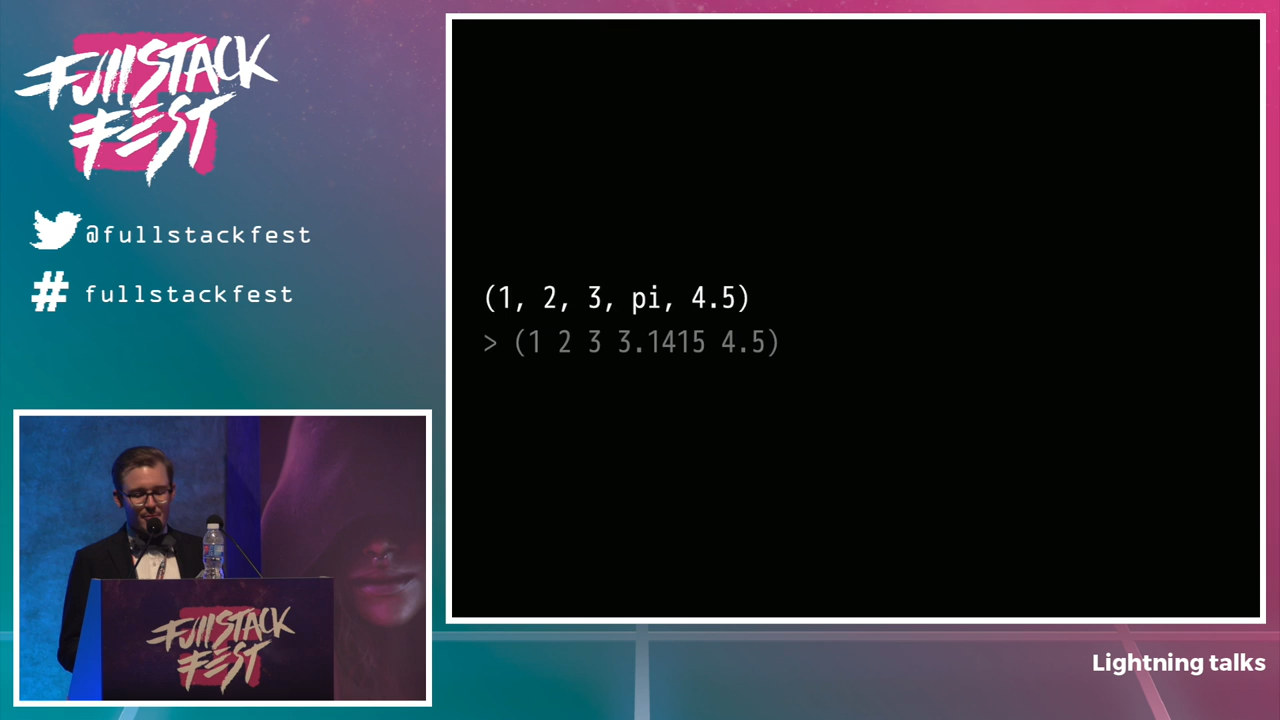 FullSTACK
FEST
@fullstackfest
# fullstackfest
(1, 2, 3, pi, 4.5)
> (1 2 3 3.1415 4.5)
FullSTACK
FEST
Lightning talks